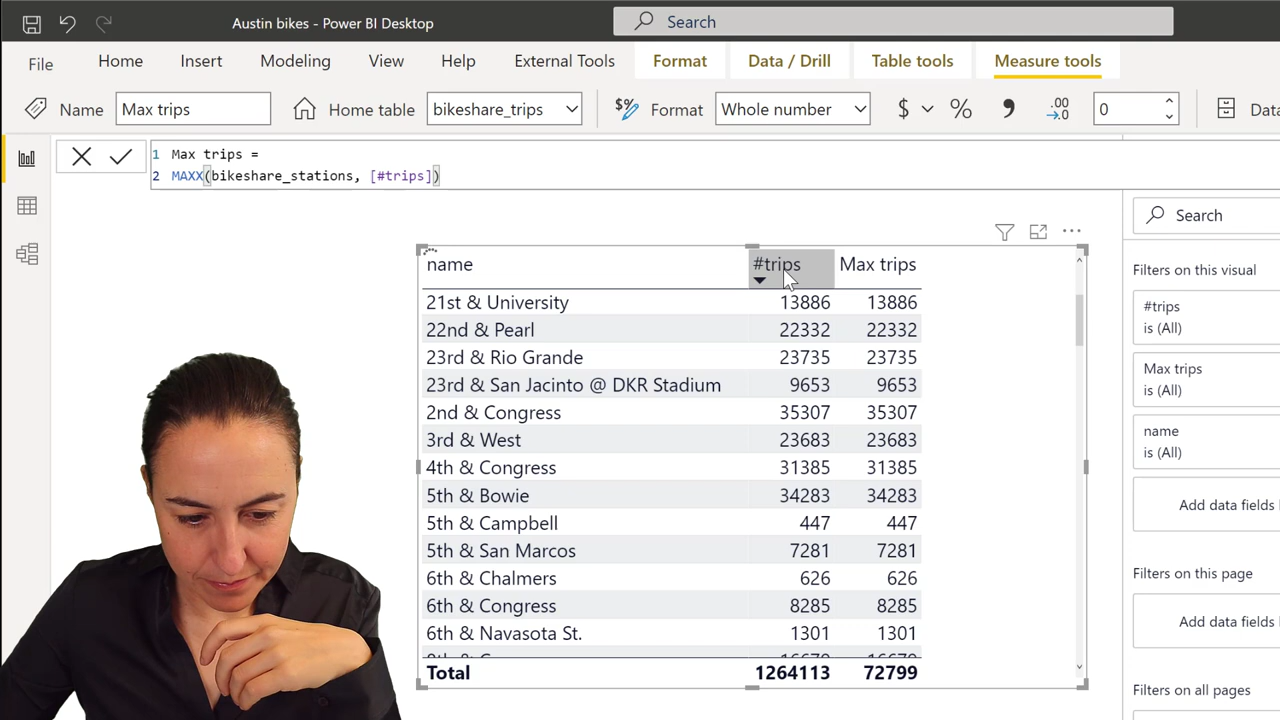 Austin bikes - Power BI Desktop
Search
File Home Insert Modeling View Help External Tools Format Data / Drill Table tools Measure tools
Name Max trips Home table bikeshare_trips Format Whole number $ % , .00 0
1 Max trips =
2 MAXX(bikeshare_stations, [#trips])
name #trips Max trips
21st & University 13886 13886
22nd & Pearl 22332 22332
23rd & Rio Grande 23735 23735
23rd & San Jacinto @ DKR Stadium 9653 9653
2nd & Congress 35307 35307
3rd & West 23683 23683
4th & Congress 31385 31385
5th & Bowie 34283 34283
5th & Campbell 447 447
5th & San Marcos 7281 7281
6th & Chalmers 626 626
6th & Congress 8285 8285
6th & Navasota St. 1301 1301
Total 1264113 72799
Search
Filters on this visual
#trips
is (All)
Max trips
is (All)
name
is (All)
Add data fields
Filters on this page
Add data fields
Filters on all pages